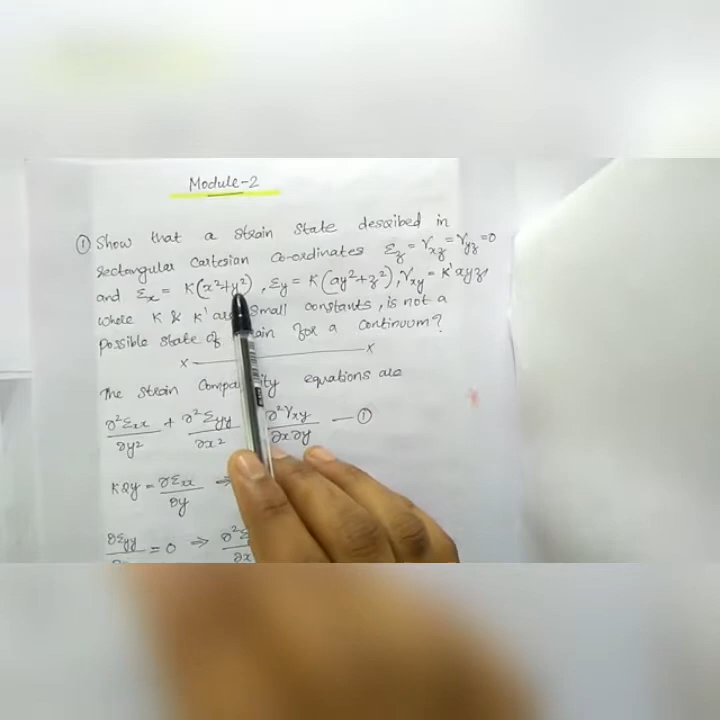 Module-2
① Show that a strain state described in
rectangular cartesian co-ordinates εz = γxz = γyz = 0
and εx = K(x²+y²), εy = K(ay²+z²), γxy = K'xyz,
where K & K' are small constants, is not a
possible state of for a continuum?
x x
The strain equations are
∂²εxx/∂y² + ∂²εyy/∂x² ∂²γxy/∂x∂y — ①
K2y = ∂εxx/∂y ⇒
∂εyy = 0 ⇒